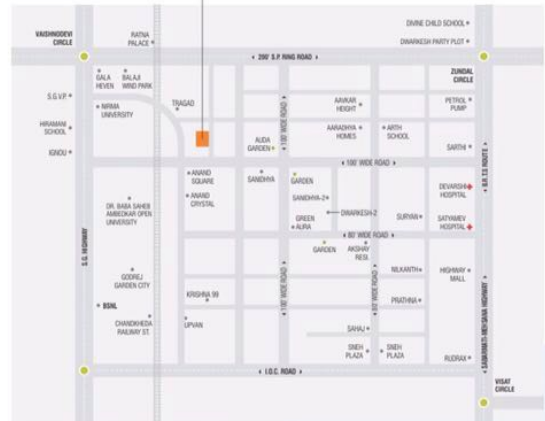 DIVINE CHILD SCHOOL
VAISHNODEVI
CIRCLE
RATNA
PALACE
DWARKESH PARTY PLOT
200' S.P. RING ROAD
GALA
HEVEN
BALAJI
WIND PARK
ZUNDAL
CIRCLE
S.G.V.P.
NIRMA
UNIVERSITY
TRAGAD
100' WIDE ROAD
AAVKAR
HEIGHT
PETROL
PUMP
HIRAMANI
SCHOOL
AUDA
GARDEN
AARADHYA
HOMES
ARTH
SCHOOL
SARTHI
IGNOU
100' WIDE ROAD
B.R.T.S ROUTE
ANAND
SQUARE
SANIDHYA
GARDEN
DEVARSHI
HOSPITAL
ANAND
CRYSTAL
SANIDHYA-2
DR. BABA SAHEB
AMBEDKAR OPEN
UNIVERSITY
DWARKESH-2
GREEN
AURA
SURYAN
SATYAMEV
HOSPITAL
80' WIDE ROAD
S.G. HIGHWAY
GARDEN
AKSHAY
RESI.
GODREJ
GARDEN CITY
NILKANTH
HIGHWAY
MALL
KRISHNA 99
100' WIDE ROAD
WIDE ROAD
PRATHNA
SABARMATI-MEHSANA HIGHWAY
BSNL
CHANDKHEDA
RAILWAY ST.
UPVAN
SAHAJ
SNEH
PLAZA
SNEH
PLAZA
RUDRAX
I.O.C. ROAD
VISAT
CIRCLE